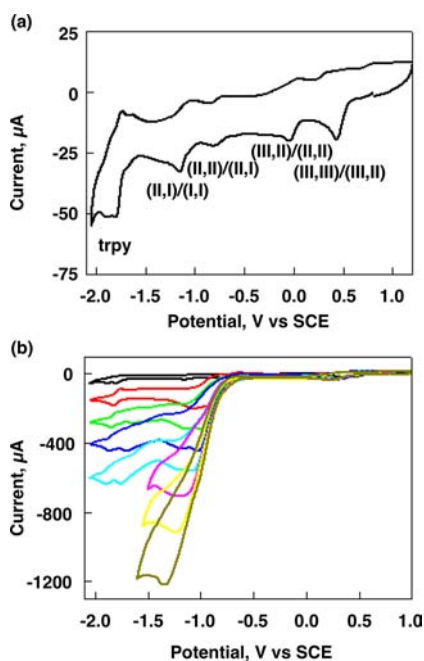 (a)
25
0
-25
-50
-75
Current, µA
(II,II)/(II,I)
(III,II)/(II,II)
(II,I)/(I,I)
(III,III)/(III,II)
trpy
-2.0 -1.5 -1.0 -0.5 0.0 0.5 1.0
Potential, V vs SCE
(b)
0
-400
-800
-1200
Current, µA
-2.0 -1.5 -1.0 -0.5 0.0 0.5 1.0
Potential, V vs SCE